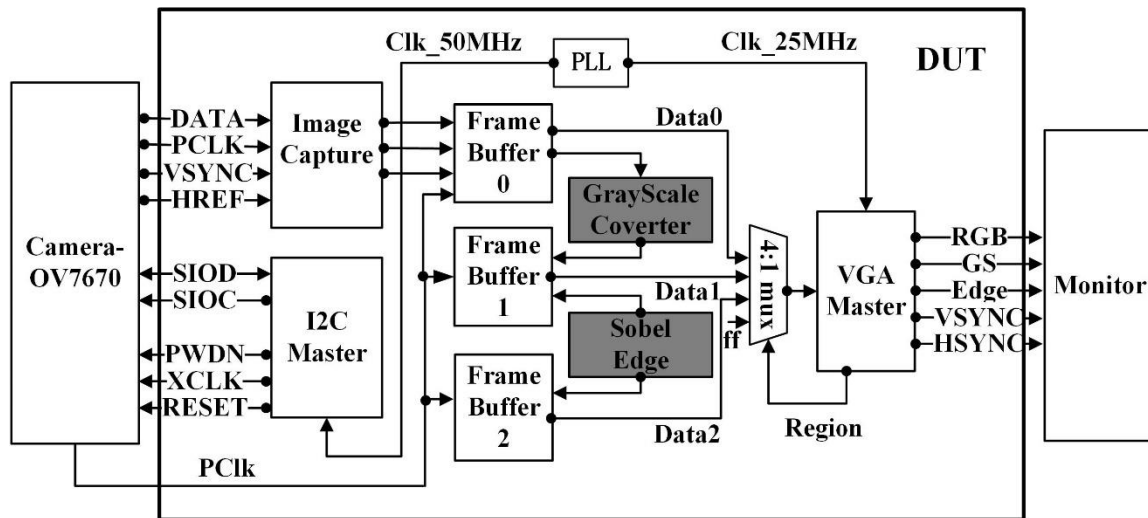 Clk_50MHz
PLL
Clk_25MHz
DUT
DATA
PCLK
VSYNC
HREF
Image
Capture
Frame
Buffer
0
Data0
GrayScale
Coverter
Camera-
OV7670
SIOD
SIOC
PWDN
XCLK
RESET
I2C
Master
Frame
Buffer
1
Data1
Sobel
Edge
Frame
Buffer
2
Data2
4:1 mux
ff
VGA
Master
Region
RGB
GS
Edge
VSYNC
HSYNC
Monitor
PClk